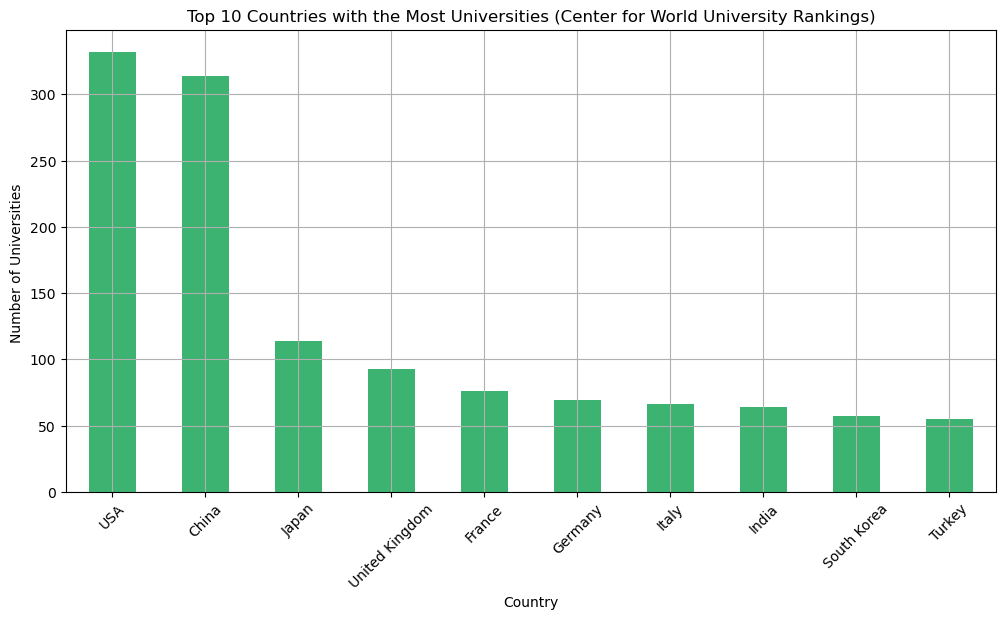 Top 10 Countries with the Most Universities (Center for World University Rankings)
Number of Universities
300
250
200
150
100
50
0
USA
China
Japan
United Kingdom
France
Germany
Italy
India
South Korea
Turkey
Country